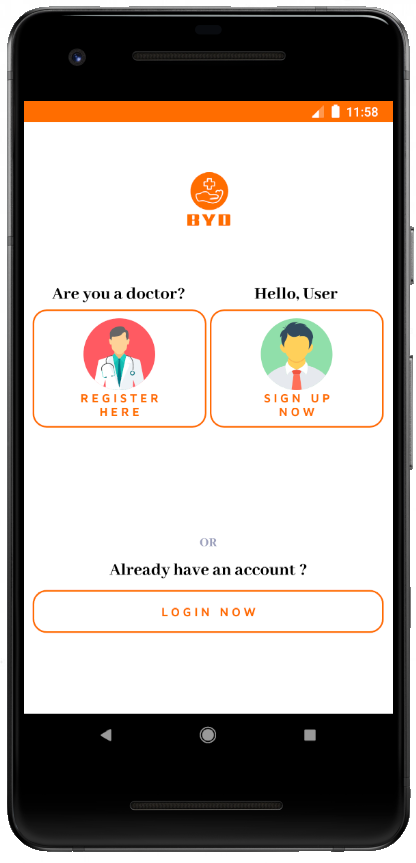 11:58
BYD
Are you a doctor?
Hello, User
REGISTER
HERE
SIGN UP
NOW
OR
Already have an account ?
LOGIN NOW